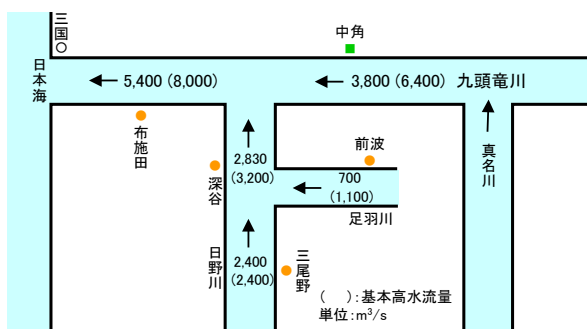 三国
中角
日本海
5,400 (8,000)
3,800 (6,400)
九頭竜川
布施田
2,830
(3,200)
深谷
前波
700
(1,100)
足羽川
真名川
日野川
2,400
(2,400)
三尾野
(　):基本高水流量
単位:m³/s